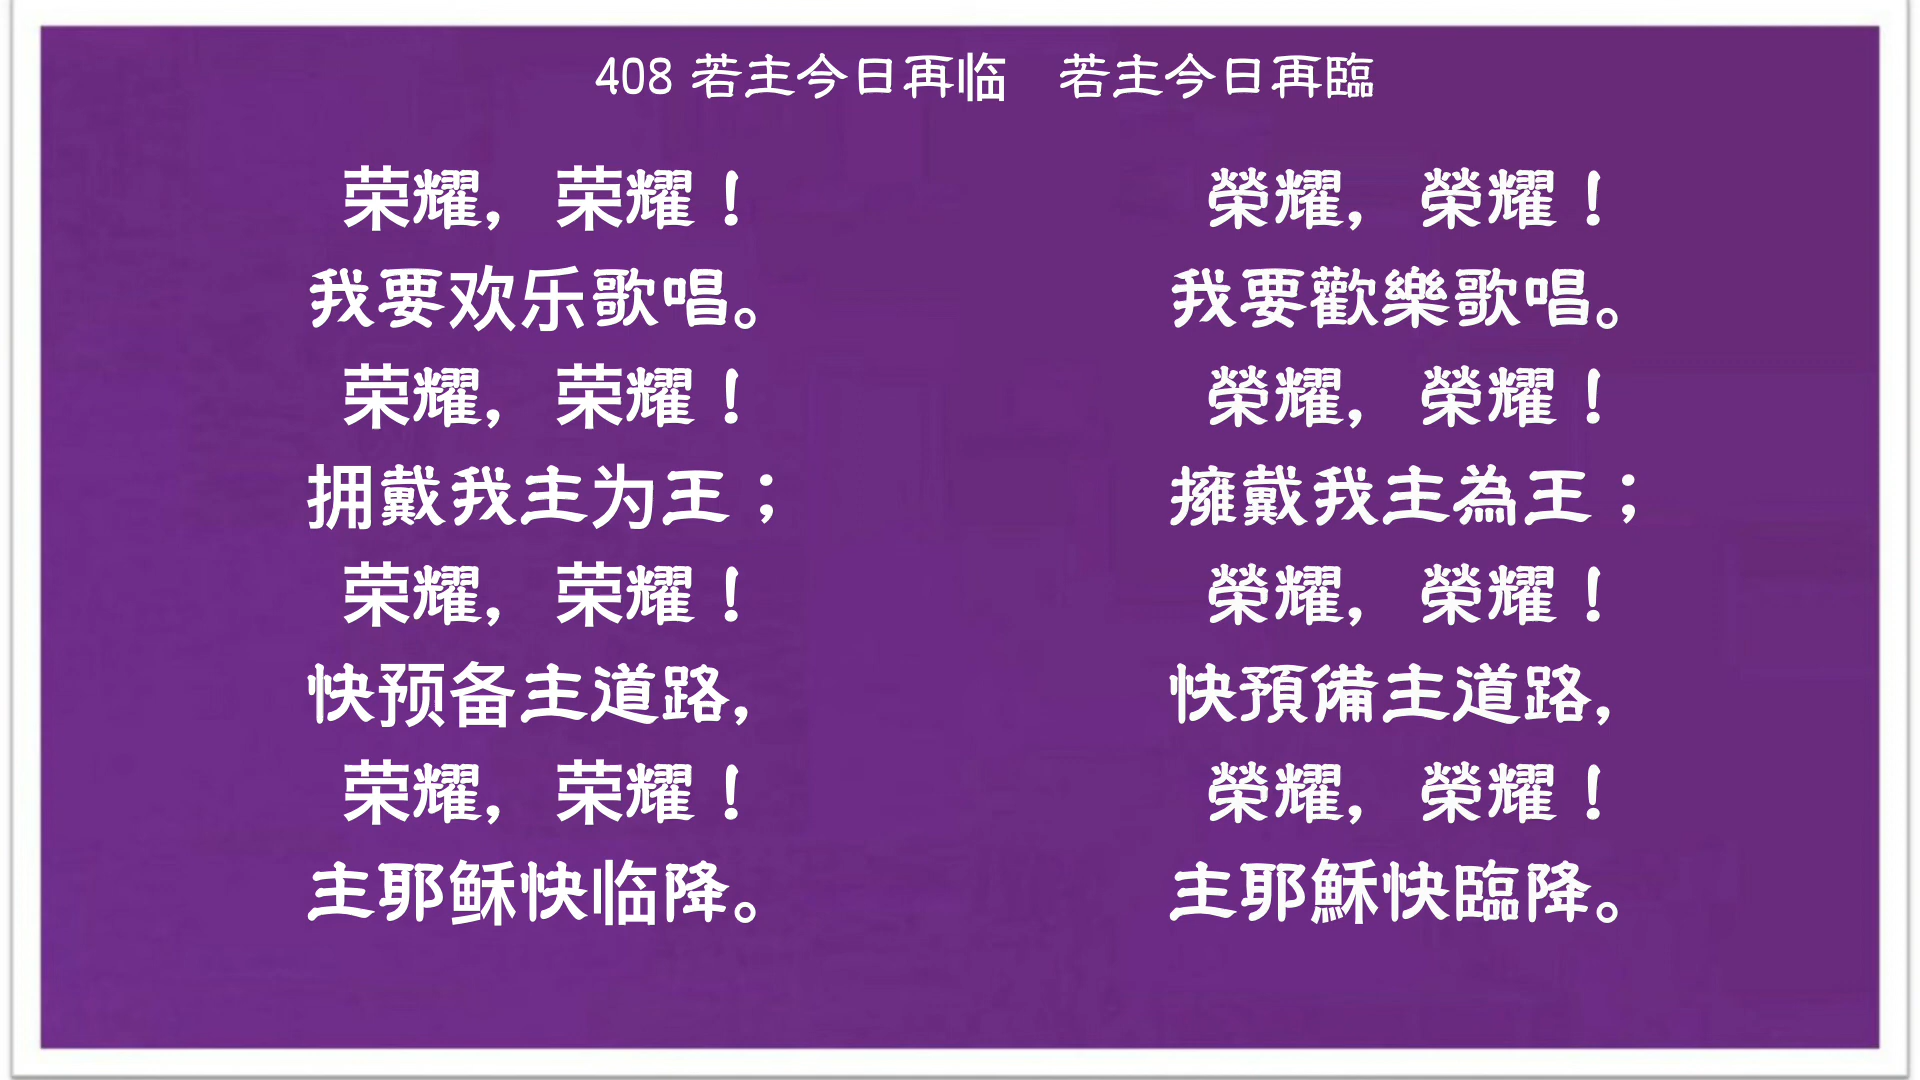 408 若主今日再临　若主今日再臨
荣耀， 荣耀！
我要欢乐歌唱。
荣耀， 荣耀！
拥戴我主为王；
荣耀， 荣耀！
快预备主道路，
荣耀， 荣耀！
主耶稣快临降。
榮耀， 榮耀！
我要歡樂歌唱。
榮耀， 榮耀！
擁戴我主為王；
榮耀， 榮耀！
快預備主道路，
榮耀， 榮耀！
主耶穌快臨降。